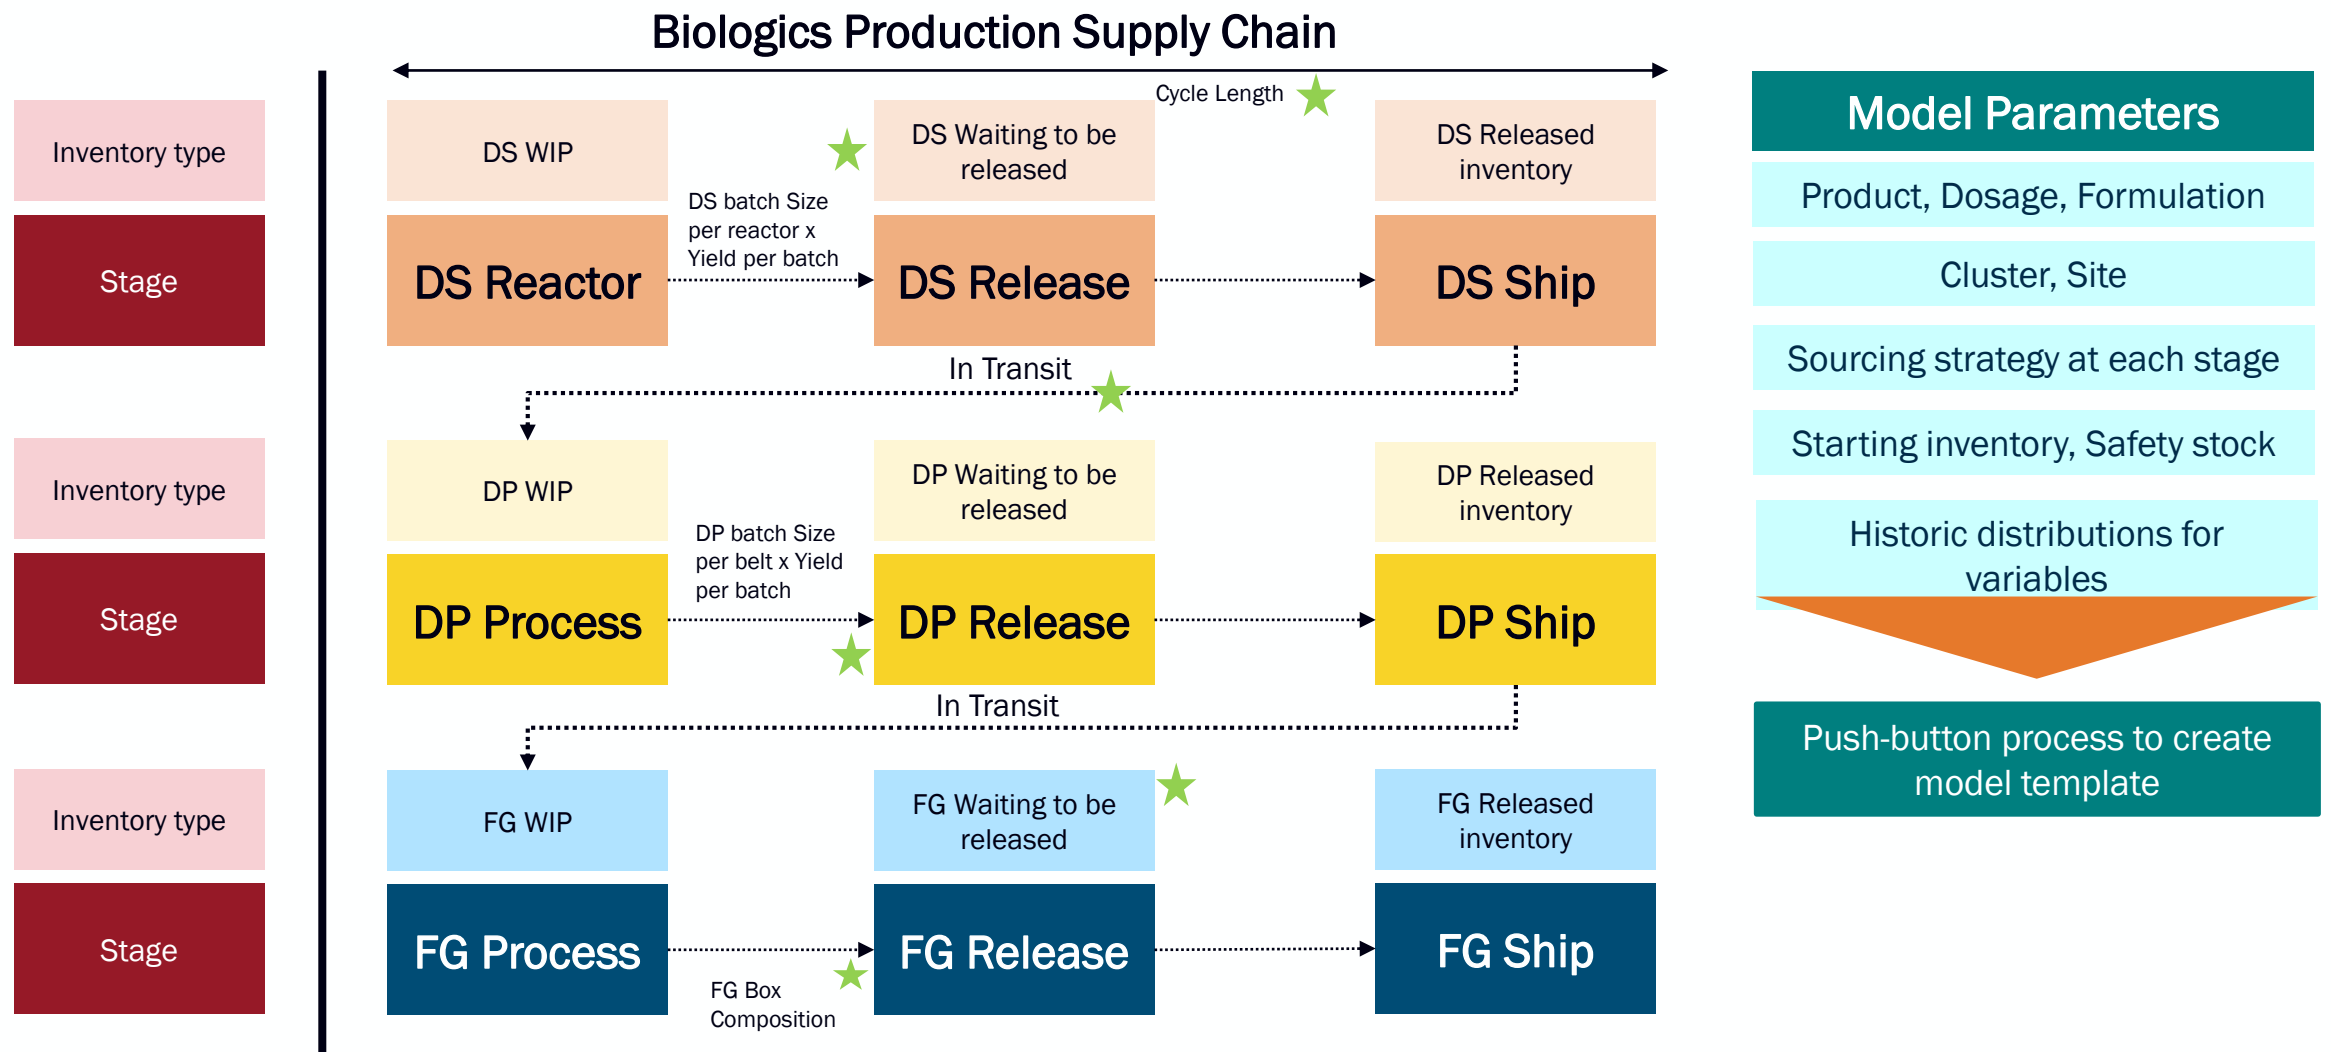 Biologics Production Supply Chain
Cycle Length
Inventory type
DS WIP
DS Waiting to be
released
DS Released
inventory
DS batch Size
per reactor x
Yield per batch
Stage
DS Reactor
DS Release
DS Ship
In Transit
Inventory type
DP WIP
DP Waiting to be
released
DP Released
inventory
DP batch Size
per belt x Yield
per batch
Stage
DP Process
DP Release
DP Ship
In Transit
Inventory type
FG WIP
FG Waiting to be
released
FG Released
inventory
Stage
FG Process
FG Release
FG Ship
FG Box
Composition
Model Parameters
Product, Dosage, Formulation
Cluster, Site
Sourcing strategy at each stage
Starting inventory, Safety stock
Historic distributions for
variables
Push-button process to create
model template